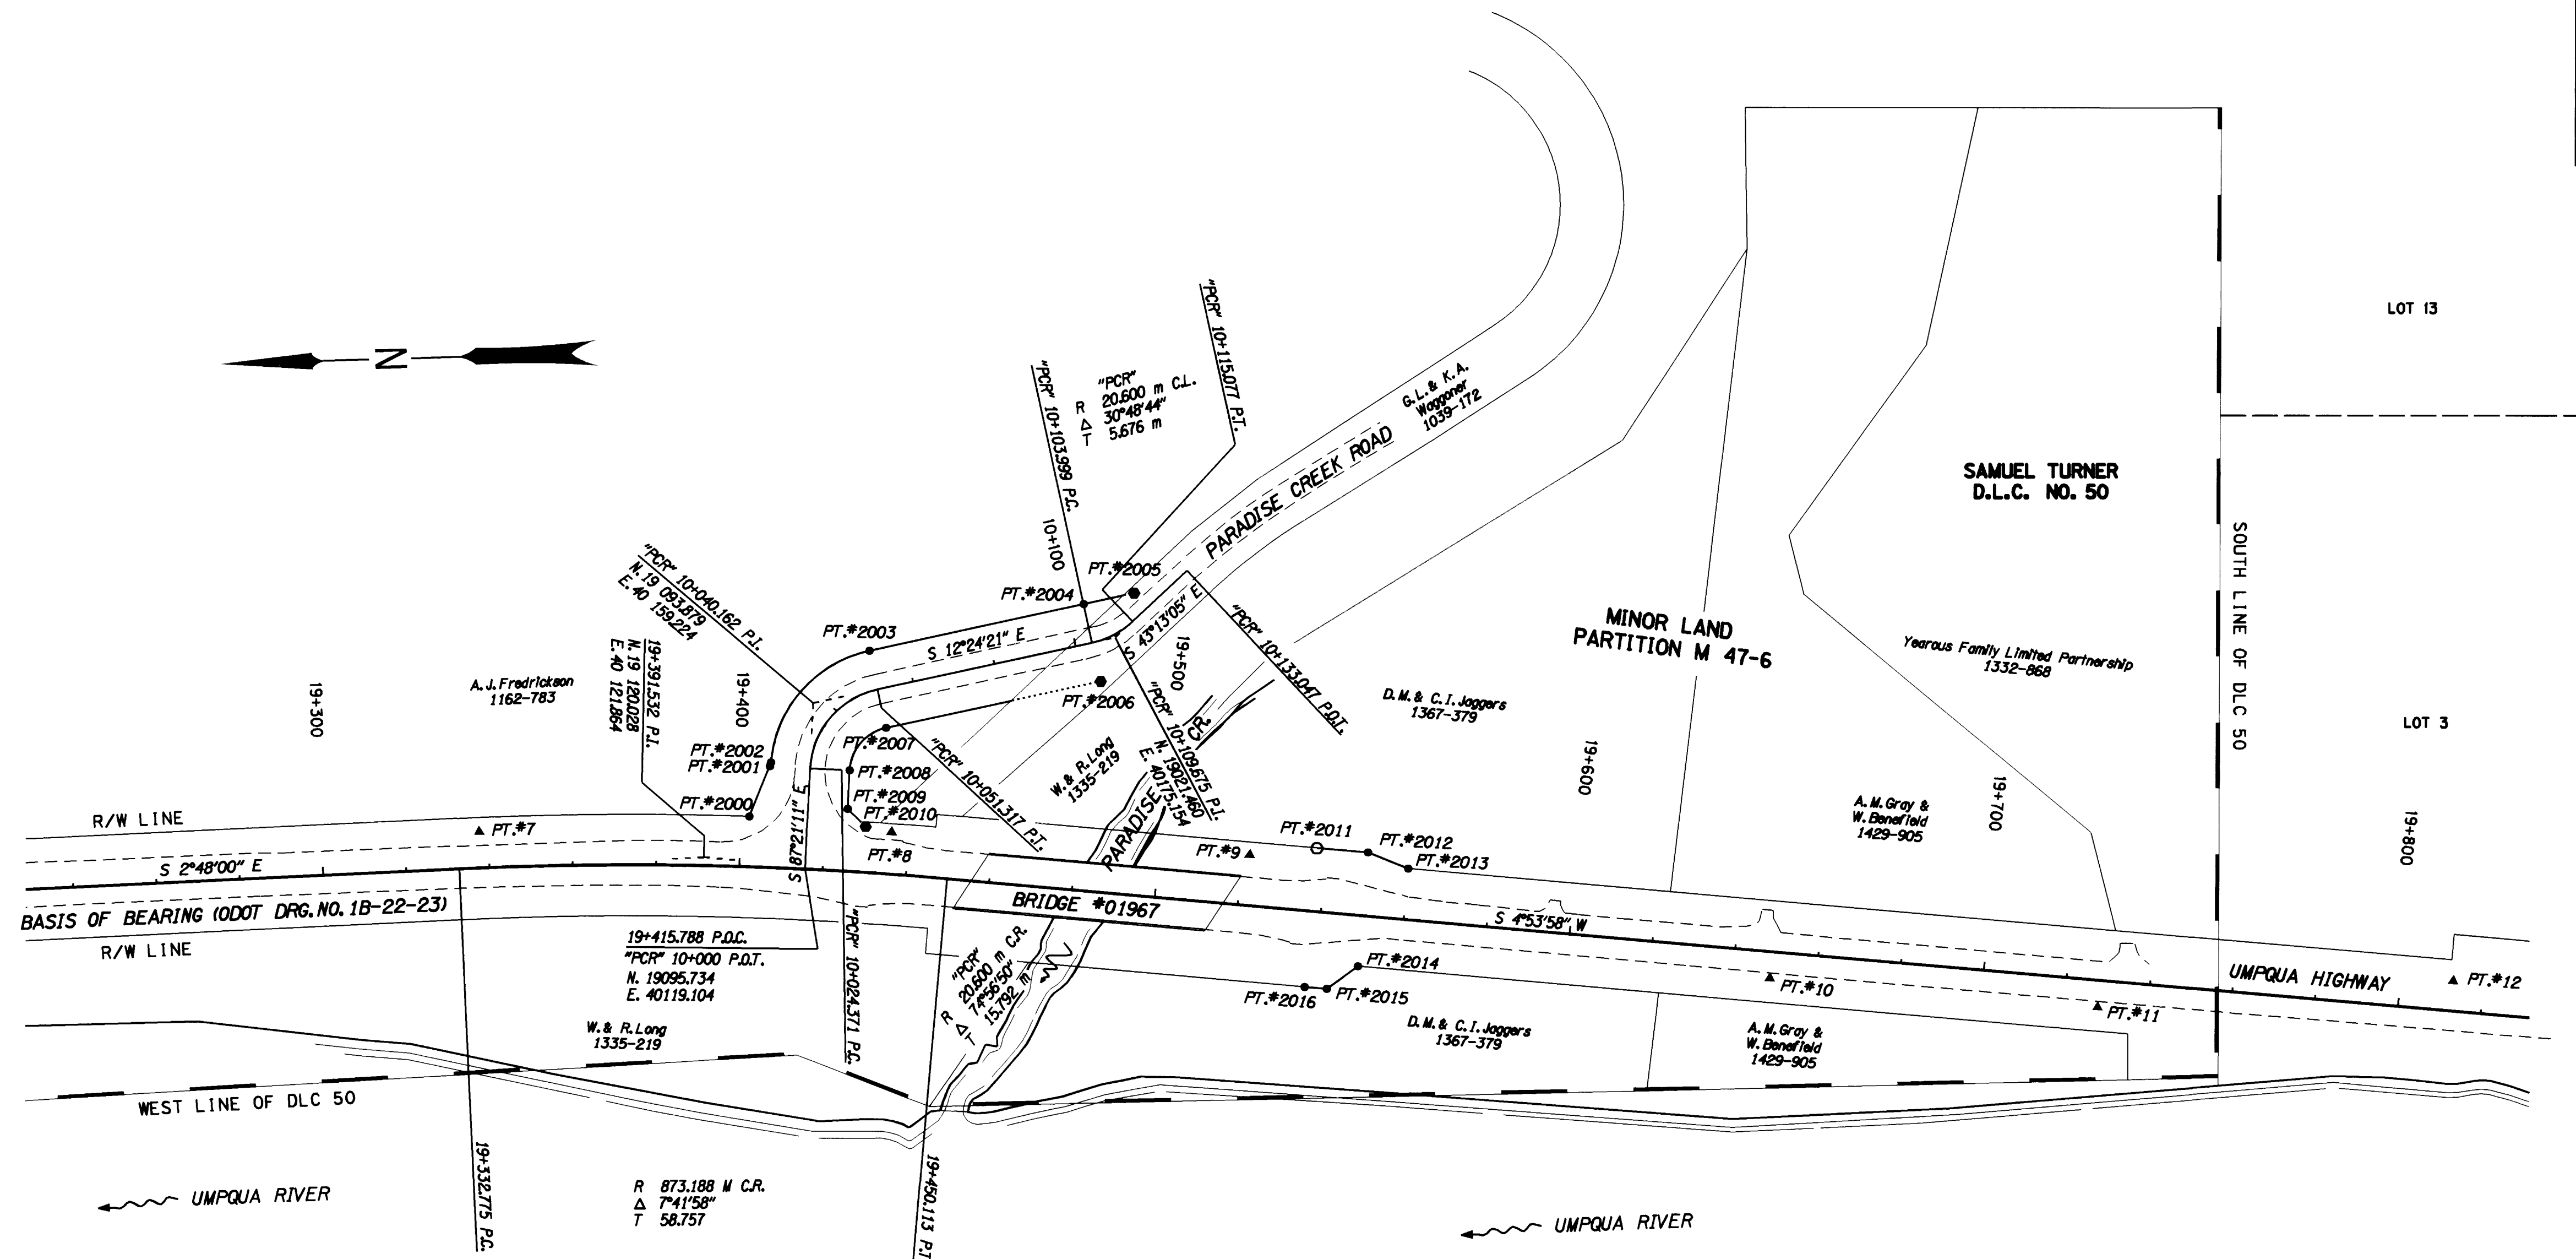 LOT 13
"PCR" 10+115.077 P.T.
"PCR" 10+103.999 P.C.
"PCR"
R 20.600 m C.L.
Δ 30°48'44"
T 5.676 m
N
G.L. & K.A.
Waggoner
1039-172
PARADISE CREEK ROAD
SAMUEL TURNER
D.L.C. NO. 50
10+100
SOUTH LINE OF DLC 50
"PCR" 10+040.162 P.I.
N. 19 093.879
E. 40 159.224
PT.#2005
PT.#2004
S 43°13'05" E
"PCR" 10+133.047 P.O.T.
MINOR LAND
PARTITION M 47-6
Yearous Family Limited Partnership
1332-868
PT.#2003
S 12°24'21" E
19+391.532 P.I.
N. 19 120.028
E. 40 121.864
19+300
A.J. Fredrickson
1162-783
19+400
19+500
PT.#2006
D.M. & C.I. Jaggers
1367-379
LOT 3
"PCR" 10+109.675 P.I.
N. 19021.460
E. 40175.154
CR.
PARADISE
PT.#2002
PT.#2001
PT.#2007
PT.#2008
"PCR" 10+051.317 P.T.
W. & R. Long
1335-219
19+600
19+700
19+800
PT.#2000
PT.#2009
PT.#2010
A.M. Gray &
W. Benefield
1429-905
R/W LINE
PT.#7
PT.#8
PT.#9
PT.#2011
PT.#2012
PT.#2013
S 2°48'00" E
S 87°21'11" E
BASIS OF BEARING (ODOT DRG. NO. 1B-22-23)
BRIDGE #01967
S 4°53'58" W
R/W LINE
19+415.788 P.O.C.
"PCR" 10+000 P.O.T.
N. 19095.734
E. 40119.104
"PCR" 10+024.371 P.C.
"PCR"
R 20.600 m C.R.
Δ 74°56'50"
T 15.792 m
PT.#2014
PT.#2016
PT.#2015
PT.#10
PT.#11
UMPQUA HIGHWAY
PT.#12
W. & R. Long
1335-219
D.M. & C.I. Jaggers
1367-379
A.M. Gray &
W. Benefield
1429-905
WEST LINE OF DLC 50
19+332.775 P.C.
19+450.113 P.T.
UMPQUA RIVER
R 873.188 M C.R.
Δ 7°41'58"
T 58.757
UMPQUA RIVER